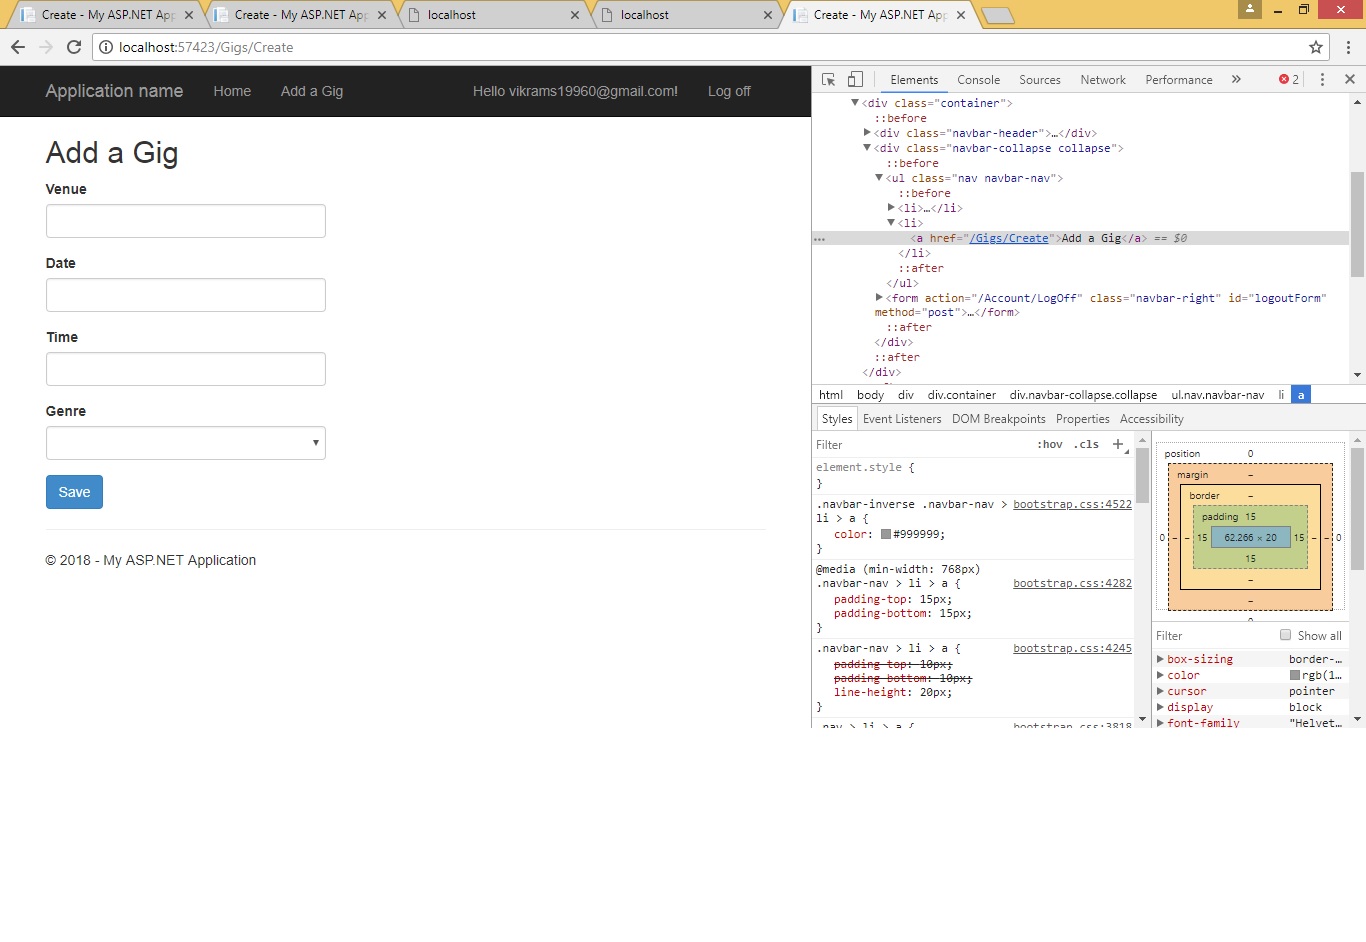 Create - My ASP.NET App
Create - My ASP.NET App
localhost
localhost
Create - My ASP.NET App
localhost:57423/Gigs/Create
Application name Home Add a Gig Hello vikrams19960@gmail.com! Log off
Add a Gig
Venue
Date
Time
Genre
Save
© 2018 - My ASP.NET Application
Elements Console Sources Network Performance » 2
<div class="container">
::before
<div class="navbar-header">…</div>
<div class="navbar-collapse collapse">
::before
<ul class="nav navbar-nav">
::before
<li>…</li>
<li>
<a href="/Gigs/Create">Add a Gig</a> == $0
</li>
::after
</ul>
<form action="/Account/LogOff" class="navbar-right" id="logoutForm"
method="post">…</form>
::after
</div>
::after
</div>
html body div div.container div.navbar-collapse.collapse ul.nav.navbar-nav li a
Styles Event Listeners DOM Breakpoints Properties Accessibility
Filter :hov .cls +
element.style {
}
.navbar-inverse .navbar-nav > bootstrap.css:4522
li > a {
color: #999999;
}
@media (min-width: 768px)
.navbar-nav > li > a { bootstrap.css:4282
padding-top: 15px;
padding-bottom: 15px;
}
.navbar-nav > li > a { bootstrap.css:4245
padding-top: 10px;
padding-bottom: 10px;
line-height: 20px;
}
.nav > li > a { bootstrap.css:3818
position 0
margin –
border –
padding 15
0 – – 15 62.266 × 20 15 – – 0
15
–
–
0
Filter Show all
box-sizing border-…
color rgb(1…
cursor pointer
display block
font-family "Helvet…